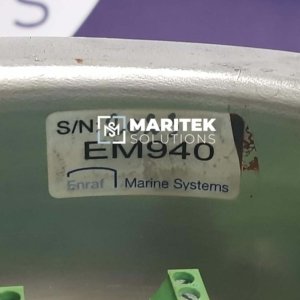 S
S/N:
MARITEK
SOLUTIONS
EM940
Enraf Marine Systems